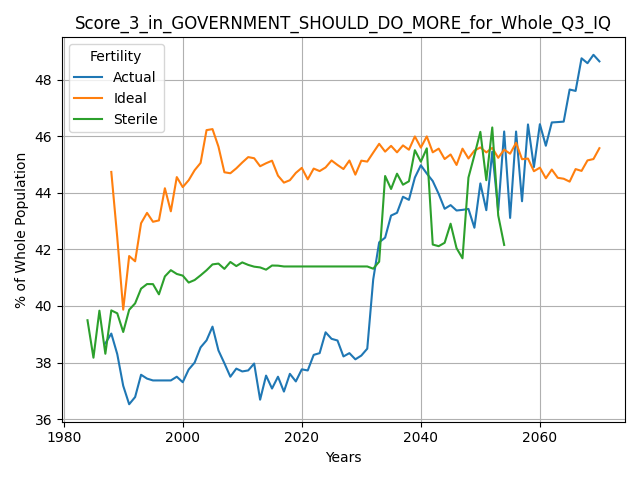 Score_3_in_GOVERNMENT_SHOULD_DO_MORE_for_Whole_Q3_IQ
Fertility
Actual
Ideal
Sterile
% of Whole Population
48
46
44
42
40
38
36
1980
2000
2020
2040
2060
Years